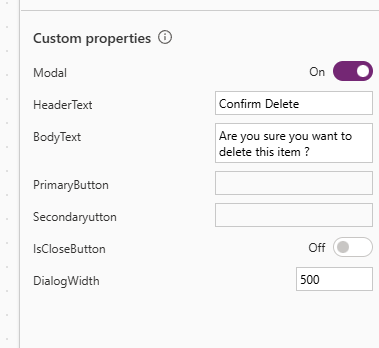 Custom properties
Modal On
HeaderText Confirm Delete
BodyText Are you sure you want to
delete this item ?
PrimaryButton
Secondaryutton
IsCloseButton Off
DialogWidth 500